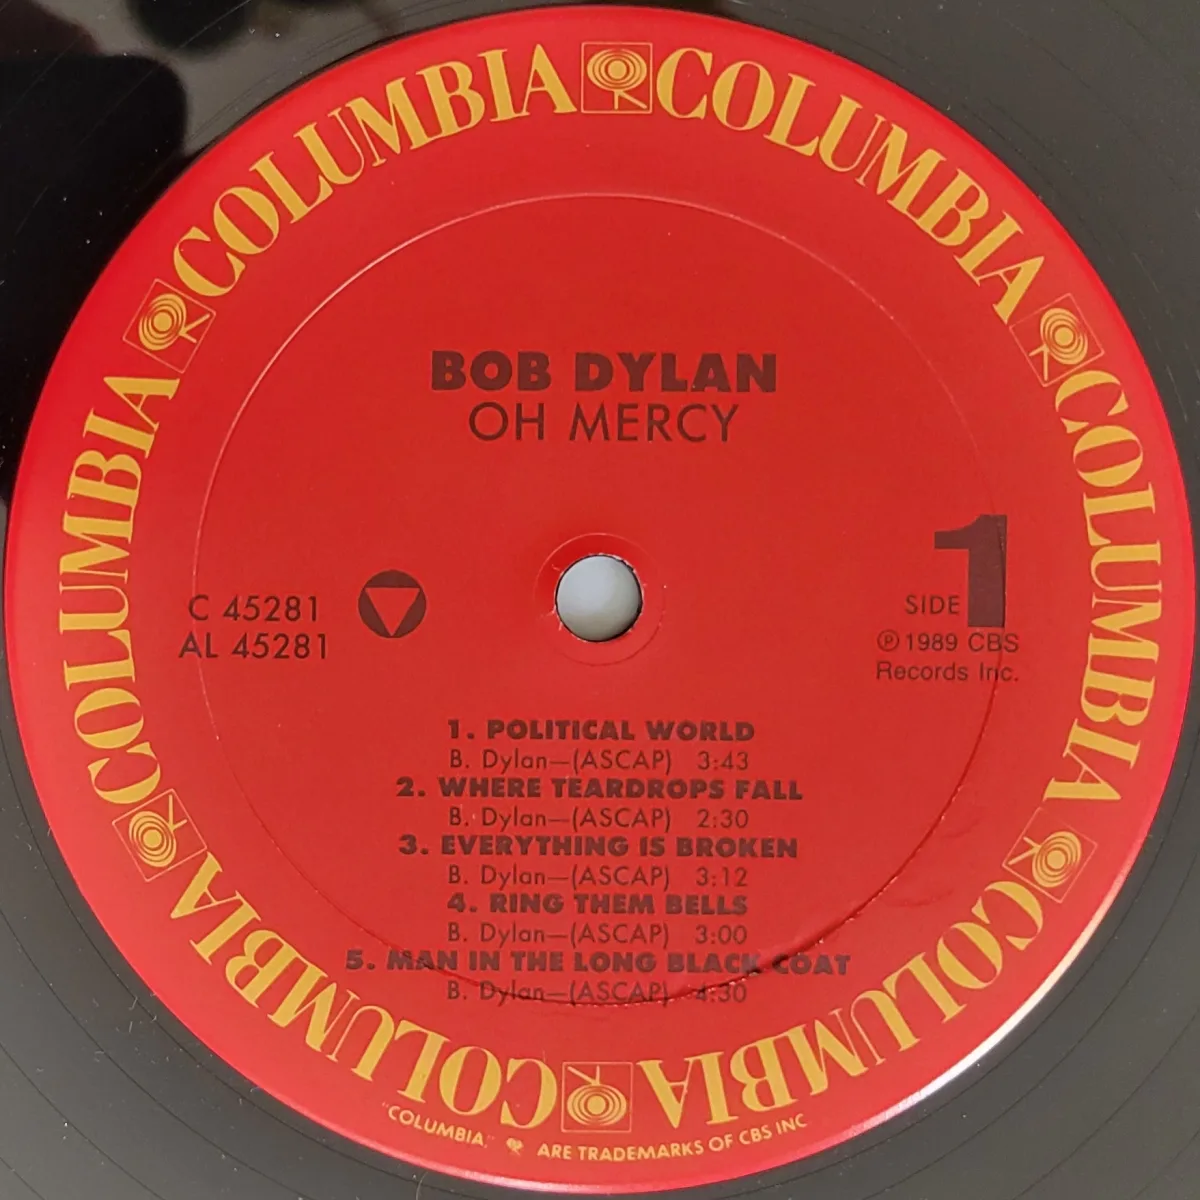 COLUMBIA COLUMBIA COLUMBIA COLUMBIA COLUMBIA COLUMBIA
BOB DYLAN
OH MERCY
C 45281
AL 45281
SIDE 1
℗ 1989 CBS
Records Inc.
1. POLITICAL WORLD
B. Dylan—(ASCAP) 3:43
2. WHERE TEARDROPS FALL
B. Dylan—(ASCAP) 2:30
3. EVERYTHING IS BROKEN
B. Dylan—(ASCAP) 3:12
4. RING THEM BELLS
B. Dylan—(ASCAP) 3:00
5. MAN IN THE LONG BLACK COAT
B. Dylan—(ASCAP) 4:30
"COLUMBIA," ARE TRADEMARKS OF CBS INC